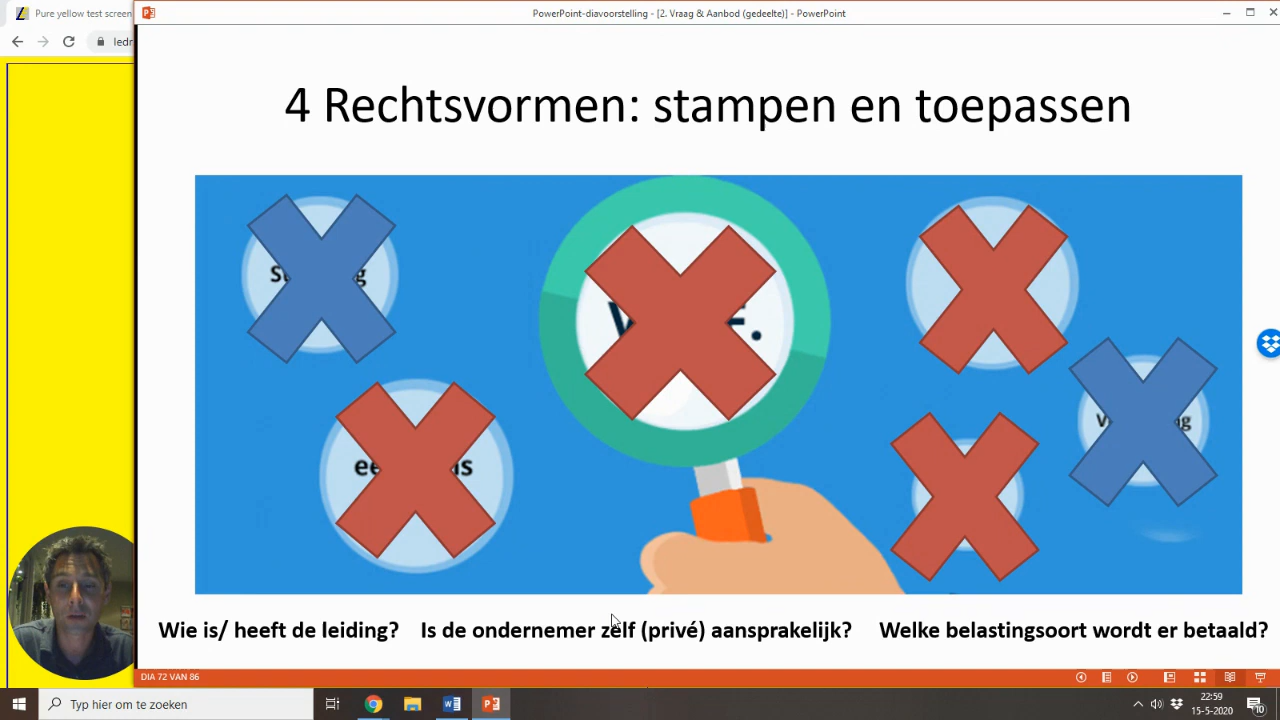 Pure yellow test screen
PowerPoint-diavoorstelling - [2. Vraag & Aanbod (gedeelte)] - PowerPoint
4 Rechtsvormen: stampen en toepassen
Wie is/ heeft de leiding?
Is de ondernemer zelf (privé) aansprakelijk?
Welke belastingsoort wordt er betaald?
DIA 72 VAN 86
Typ hier om te zoeken
22:59
15-5-2020
10